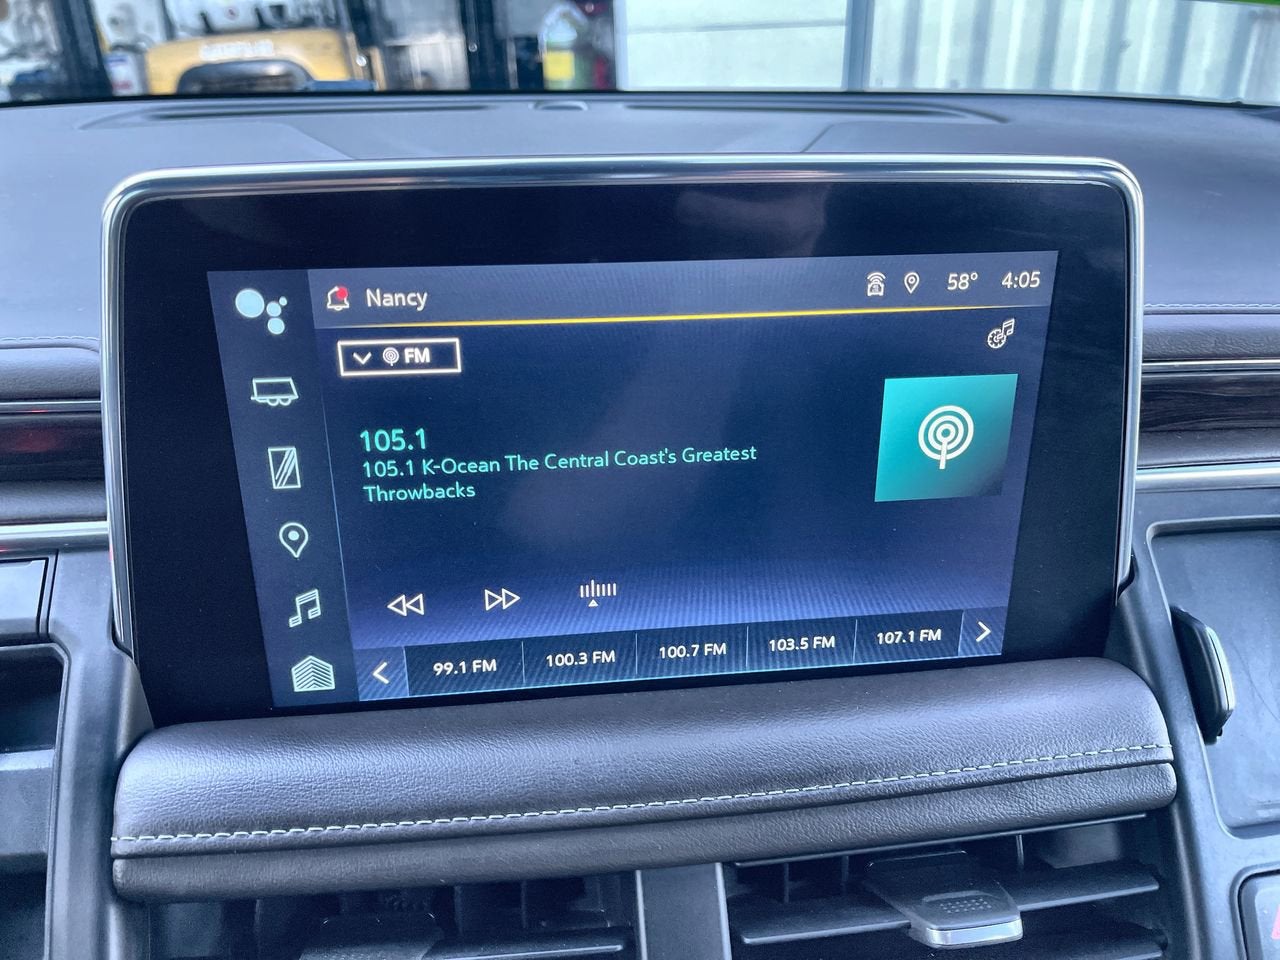 Nancy
58° 4:05
FM
105.1
105.1 K-Ocean The Central Coast's Greatest
Throwbacks
99.1 FM 100.3 FM 100.7 FM 103.5 FM 107.1 FM